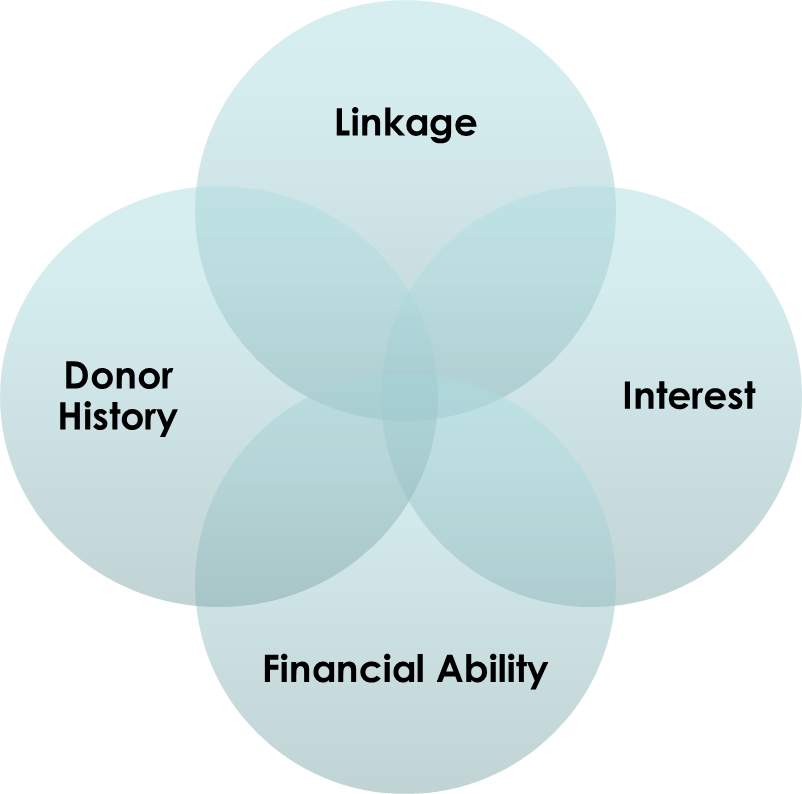 Linkage
Donor
History
Interest
Financial Ability